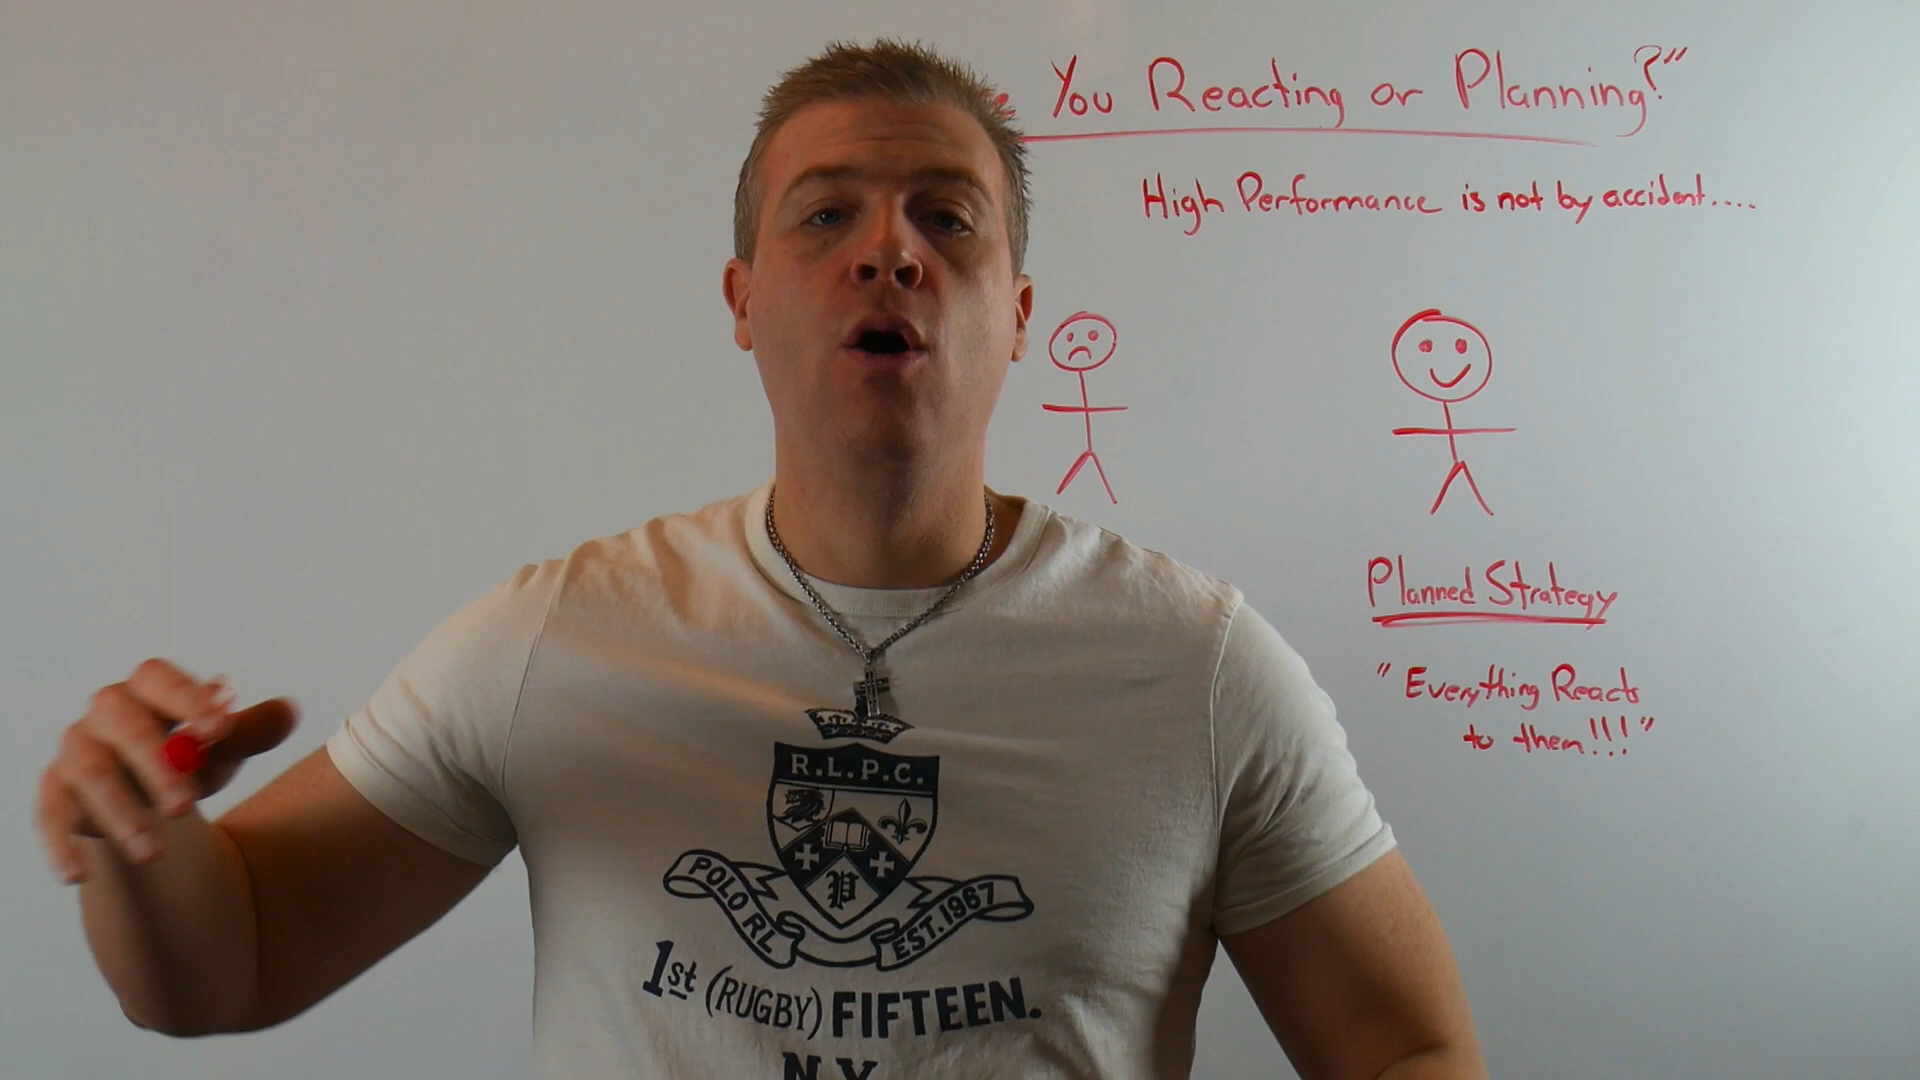 You Reacting or Planning?"
High Performance is not by accident....
Planned Strategy
"Everything Reacts
to them!!!"
R.L.P.C.
P
POLO RL
EST. 1967
1st (RUGBY) FIFTEEN.
N.Y.